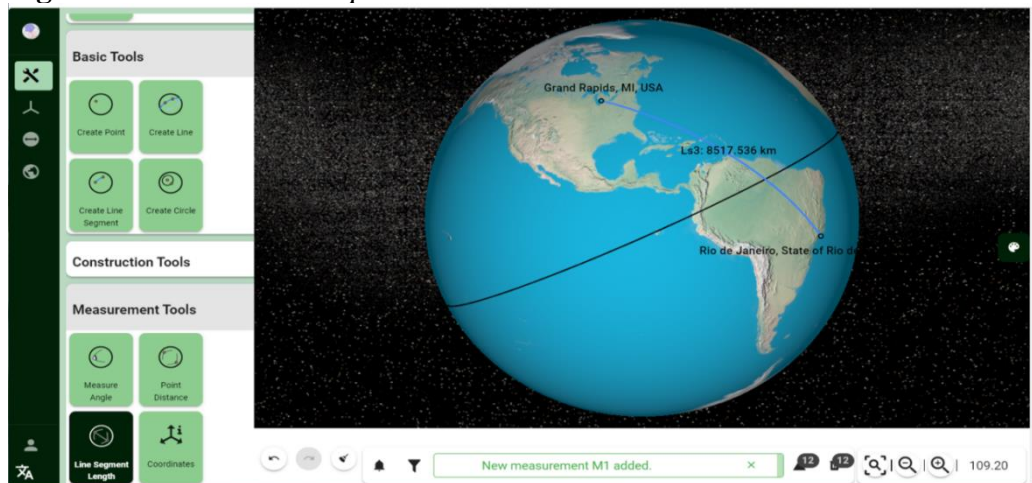 Basic Tools
Create Point
Create Line
Create Line
Segment
Create Circle
Construction Tools
Measurement Tools
Measure
Angle
Point
Distance
Line Segment
Length
Coordinates
Grand Rapids, MI, USA
Ls3: 8517.536 km
Rio de Janeiro, State of Rio de
New measurement M1 added.
12
12
109.20